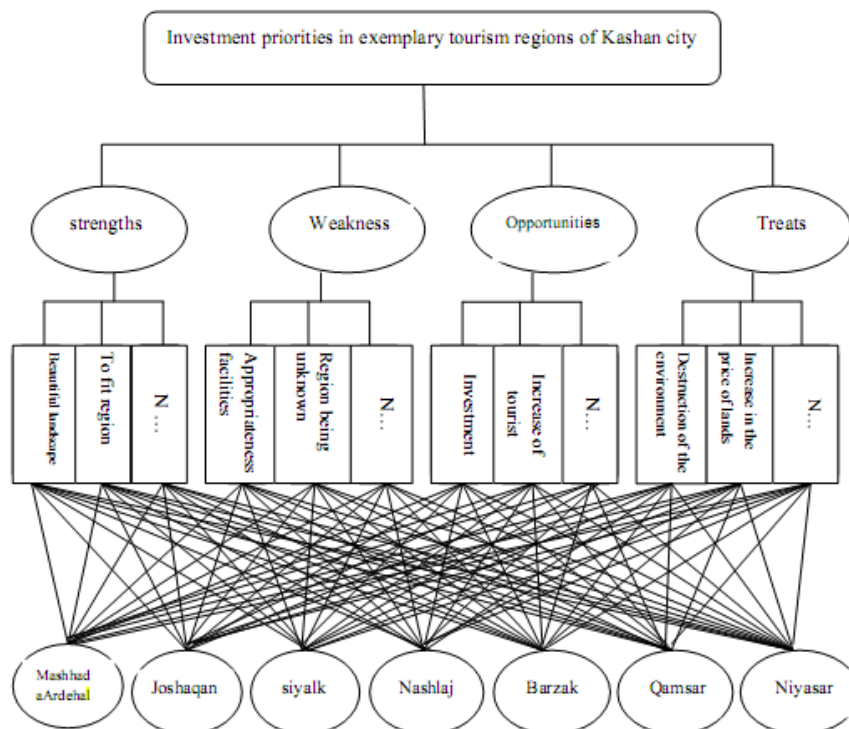 Investment priorities in exemplary tourism regions of Kashan city
strengths
Weakness
Opportunities
Treats
Beautiful landscape
To fit region
N…
Appropriateness
facilities
Region being
unknown
N…
Investment
Increase of
tourist
N…
Destruction of the
environment
Increase in the
price of lands
N…
Mashhad
aArdehal
Joshaqan
siyalk
Nashlaj
Barzak
Qamsar
Niyasar